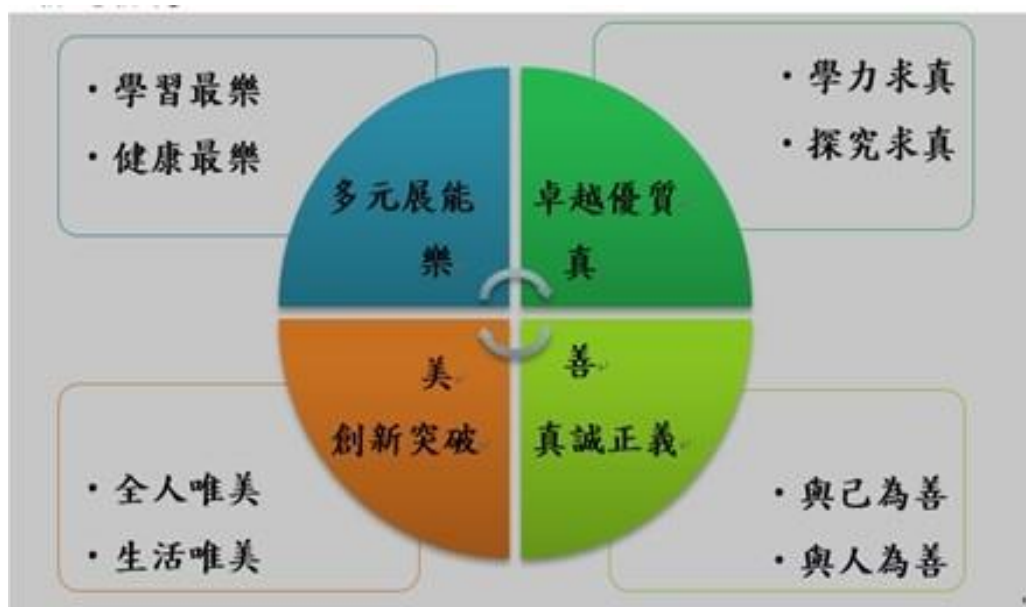 ・學習最樂
・健康最樂
・學力求真
・探究求真
多元展能
樂
卓越優質
真
美
創新突破
善
真誠正義
・全人唯美
・生活唯美
・與己為善
・與人為善